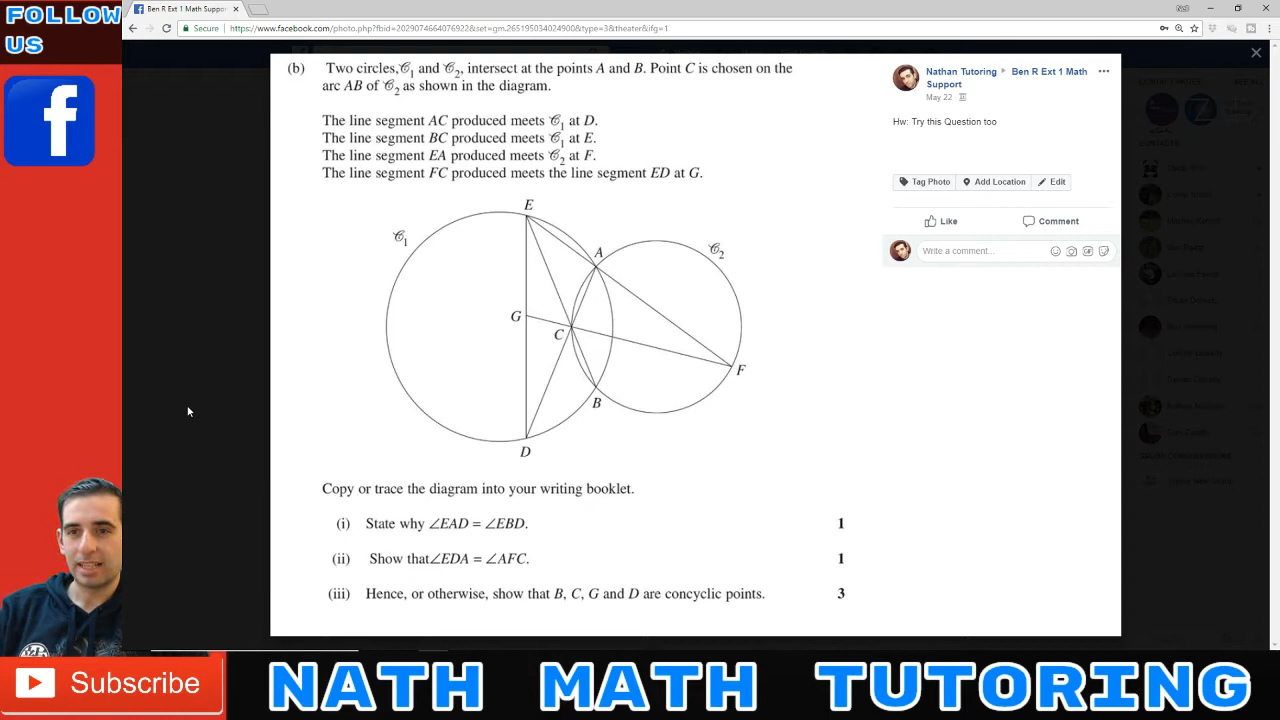 FOLLOW
US
f
Ben R Ext 1 Math Supp
Secure
https://www.facebook.com/photo.php?fbid=2029074664076922&set=gm.265195034024900&type=3&theater&ifg=1
(b) Two circles, 𝒞1 and 𝒞2, intersect at the points A and B. Point C is chosen on the
arc AB of 𝒞2 as shown in the diagram.
The line segment AC produced meets 𝒞1 at D.
The line segment BC produced meets 𝒞1 at E.
The line segment EA produced meets 𝒞2 at F.
The line segment FC produced meets the line segment ED at G.
E
𝒞1
A
𝒞2
G
C
F
B
D
Copy or trace the diagram into your writing booklet.
(i) State why ∠EAD = ∠EBD. 1
(ii) Show that∠EDA = ∠AFC. 1
(iii) Hence, or otherwise, show that B, C, G and D are concyclic points. 3
Nathan Tutoring ▸ Ben R Ext 1 Math
Support
May 22
Hw: Try this Question too
Tag Photo Add Location Edit
Like Comment
Write a comment...
Subscribe
NATH MATH TUTORING